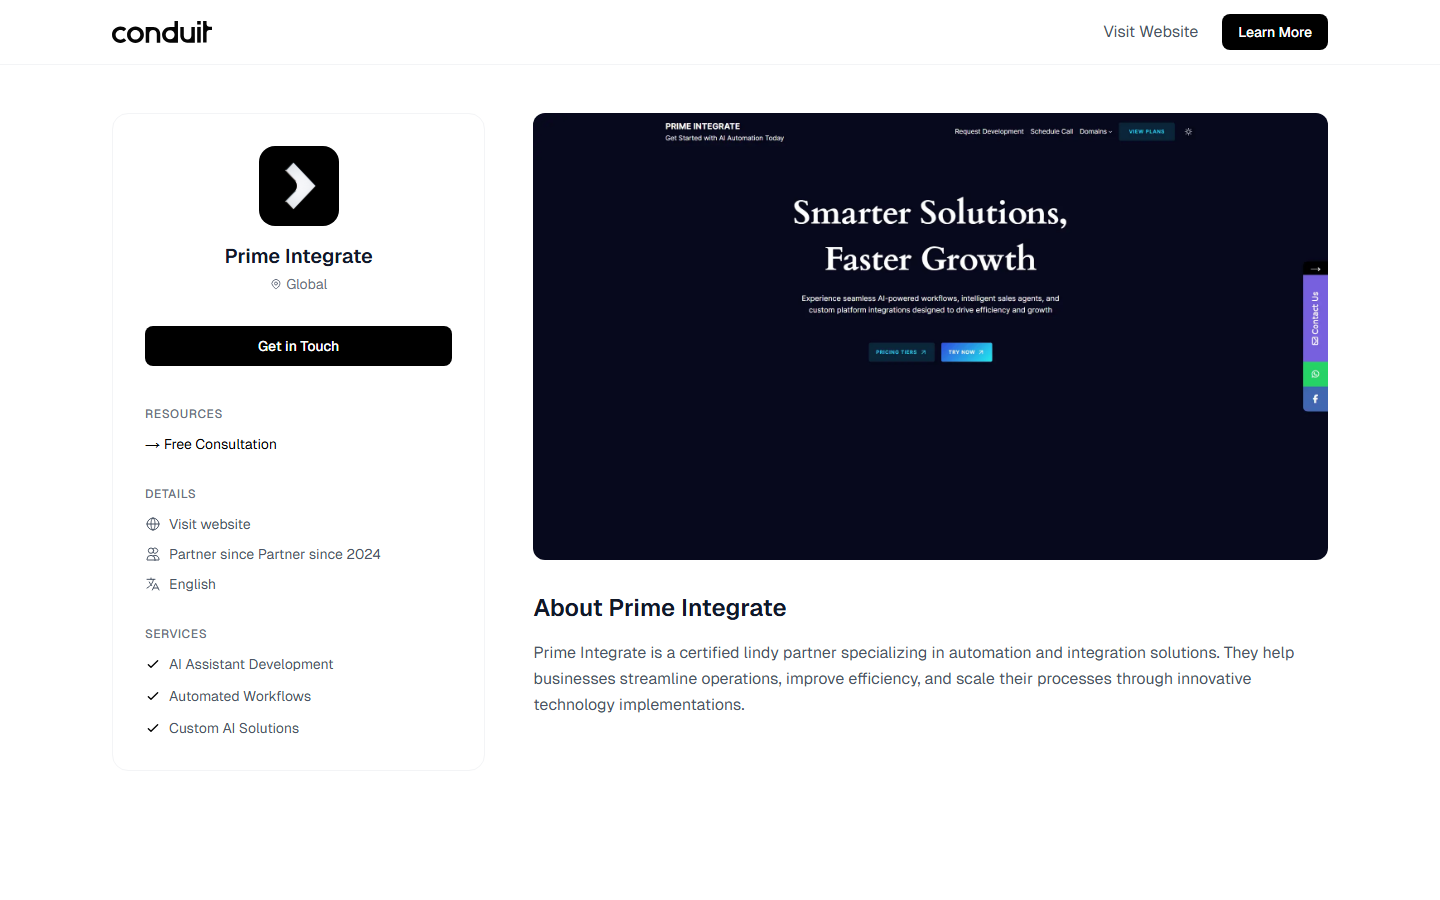 conduit
Visit Website
Learn More
Prime Integrate
Global
Get in Touch
RESOURCES
→ Free Consultation
DETAILS
Visit website
Partner since Partner since 2024
English
SERVICES
AI Assistant Development
Automated Workflows
Custom AI Solutions
PRIME INTEGRATE
Get Started with AI Automation Today
Request Development
Schedule Call
Domains
VIEW PLANS
Smarter Solutions,
Faster Growth
Experience seamless AI-powered workflows, intelligent sales agents, and
custom platform integrations designed to drive efficiency and growth
PRICING TIERS
TRY NOW
Contact Us
About Prime Integrate
Prime Integrate is a certified lindy partner specializing in automation and integration solutions. They help
businesses streamline operations, improve efficiency, and scale their processes through innovative
technology implementations.